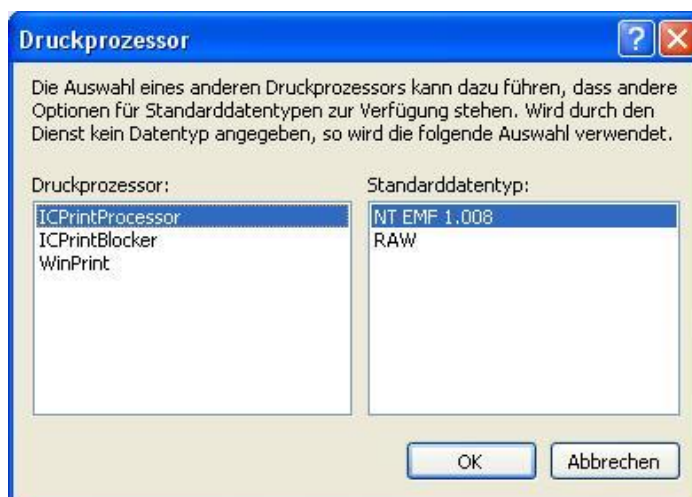 Druckprozessor
Die Auswahl eines anderen Druckprozessors kann dazu führen, dass andere
Optionen für Standarddatentypen zur Verfügung stehen. Wird durch den
Dienst kein Datentyp angegeben, so wird die folgende Auswahl verwendet.
Druckprozessor:
ICPrintProcessor
ICPrintBlocker
WinPrint
Standarddatentyp:
NT EMF 1.008
RAW
OK
Abbrechen